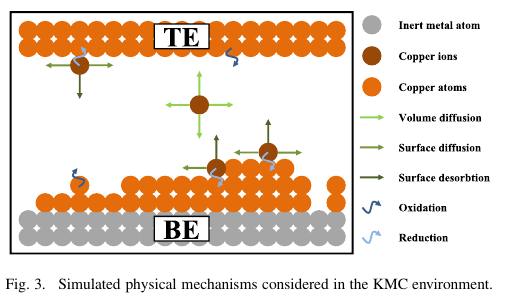 TE
BE
Inert metal atom
Copper ions
Copper atoms
Volume diffusion
Surface diffusion
Surface desorbtion
Oxidation
Reduction
Fig. 3. Simulated physical mechanisms considered in the KMC environment.